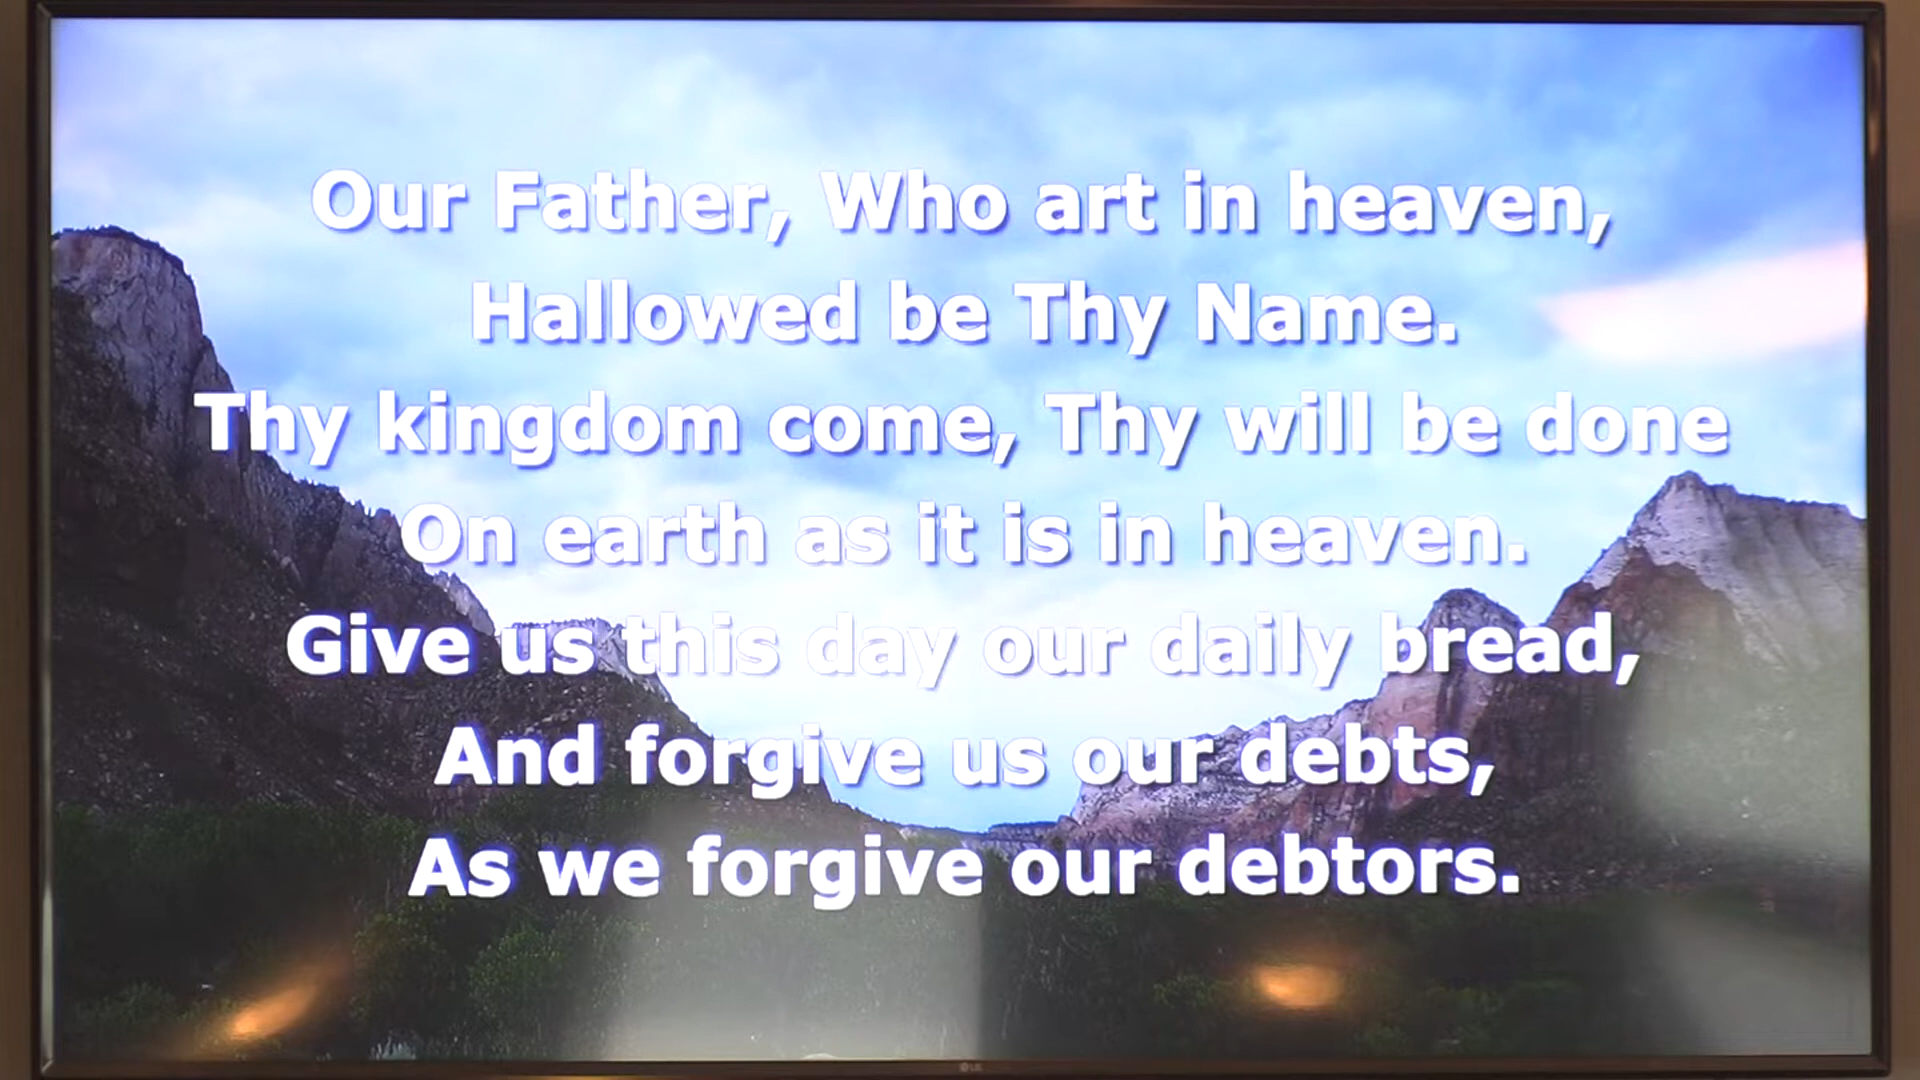 Our Father, Who art in heaven,
Hallowed be Thy Name.
Thy kingdom come, Thy will be done
On earth as it is in heaven.
Give us this day our daily bread,
And forgive us our debts,
As we forgive our debtors.
LG